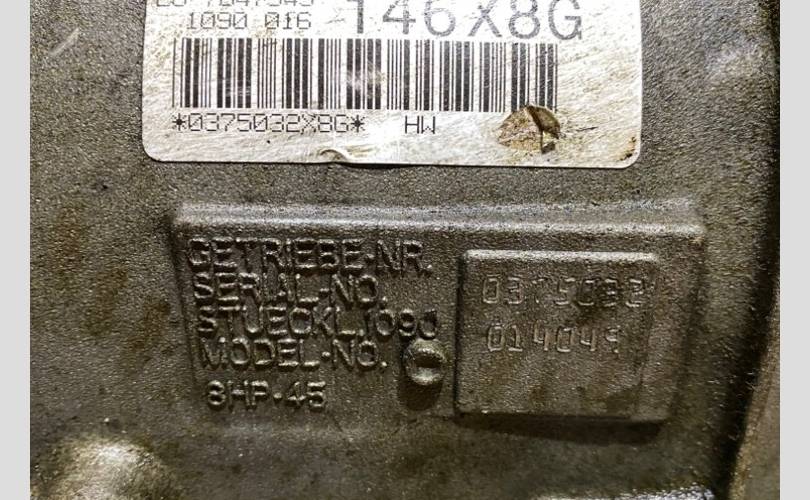 1090 016
146X8G
*0375032X8G* HW
GETRIEBE-NR.
SERIAL-NO.
STUECKL.1090
MODEL-NO.
8HP-45
0375032
014049